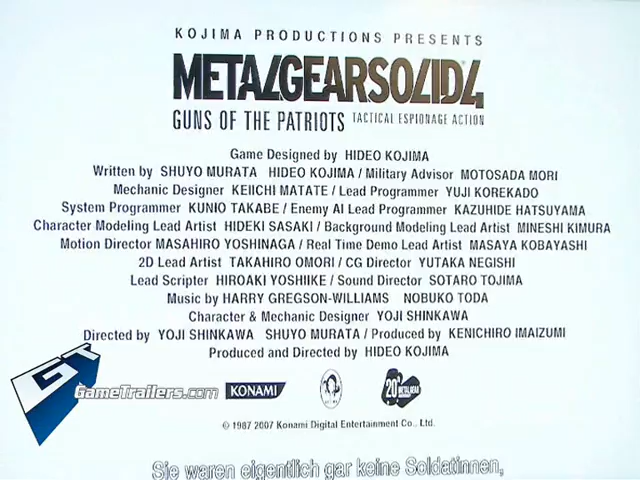 KOJIMA PRODUCTIONS PRESENTS
METAL GEAR SOLID 4
GUNS OF THE PATRIOTS TACTICAL ESPIONAGE ACTION
Game Designed by HIDEO KOJIMA
Written by SHUYO MURATA HIDEO KOJIMA / Military Advisor MOTOSADA MORI
Mechanic Designer KEIICHI MATATE / Lead Programmer YUJI KOREKADO
System Programmer KUNIO TAKABE / Enemy AI Lead Programmer KAZUHIDE HATSUYAMA
Character Modeling Lead Artist HIDEKI SASAKI / Background Modeling Lead Artist MINESHI KIMURA
Motion Director MASAHIRO YOSHINAGA / Real Time Demo Lead Artist MASAYA KOBAYASHI
2D Lead Artist TAKAHIRO OMORI / CG Director YUTAKA NEGISHI
Lead Scripter HIROAKI YOSHIIKE / Sound Director SOTARO TOJIMA
Music by HARRY GREGSON-WILLIAMS NOBUKO TODA
Character & Mechanic Designer YOJI SHINKAWA
Directed by YOJI SHINKAWA SHUYO MURATA / Produced by KENICHIRO IMAIZUMI
Produced and Directed by HIDEO KOJIMA
GT
GameTrailers.com KONAMI 20th METAL GEAR
© 1987 2007 Konami Digital Entertainment Co., Ltd.
Sie waren eigentlich gar keine Soldatinnen,